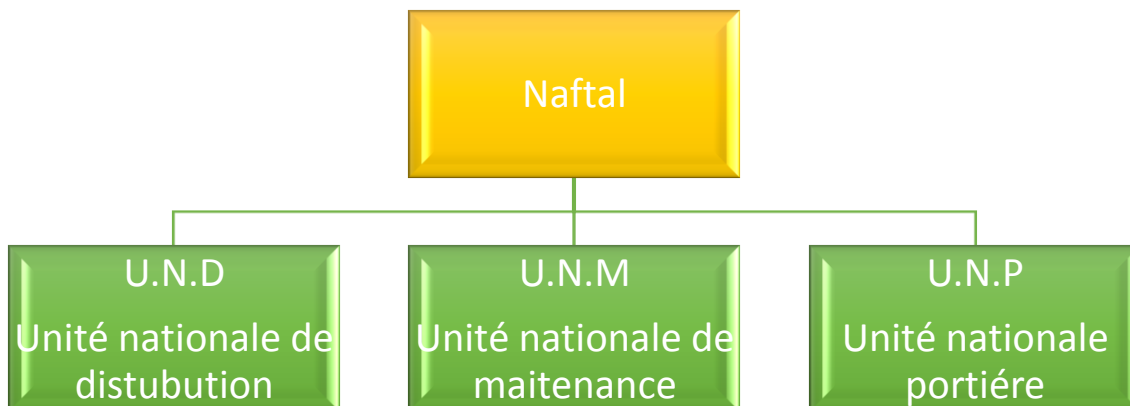 Naftal
U.N.D
Unité nationale de
distubution
U.N.M
Unité nationale de
maitenance
U.N.P
Unité nationale
portiére